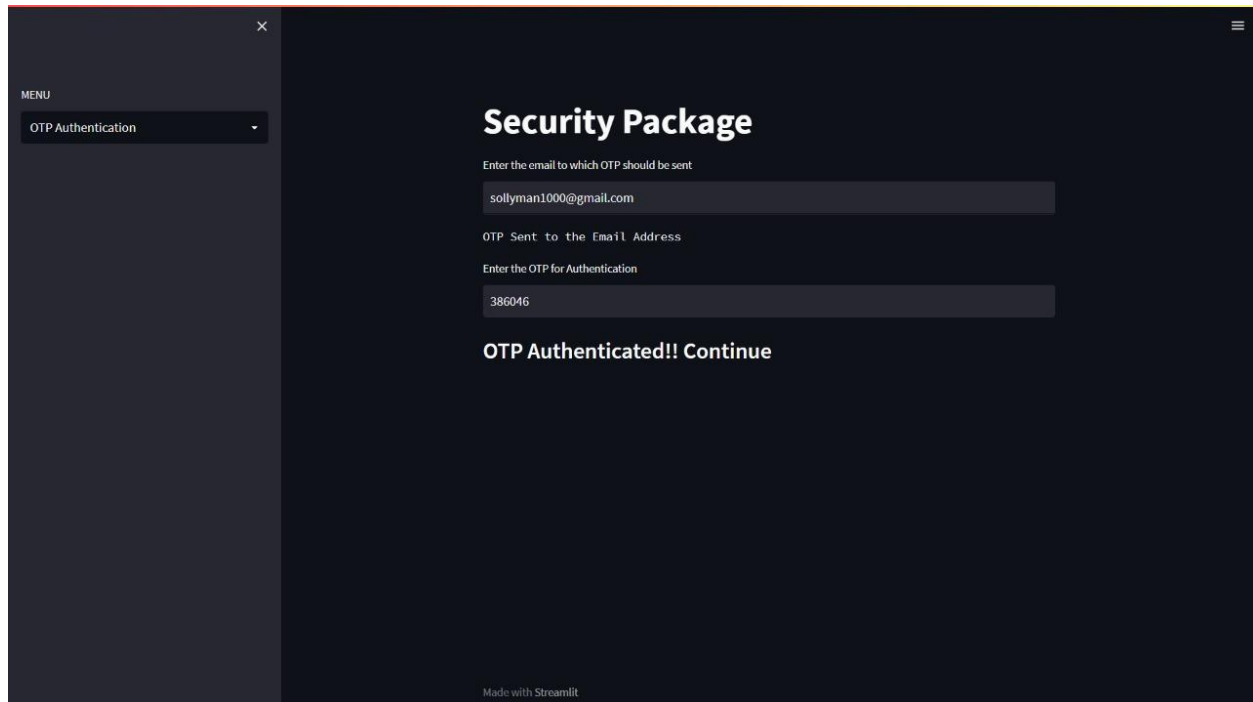 MENU
OTP Authentication
Security Package
Enter the email to which OTP should be sent
sollyman1000@gmail.com
OTP Sent to the Email Address
Enter the OTP for Authentication
386046
OTP Authenticated!! Continue
Made with Streamlit